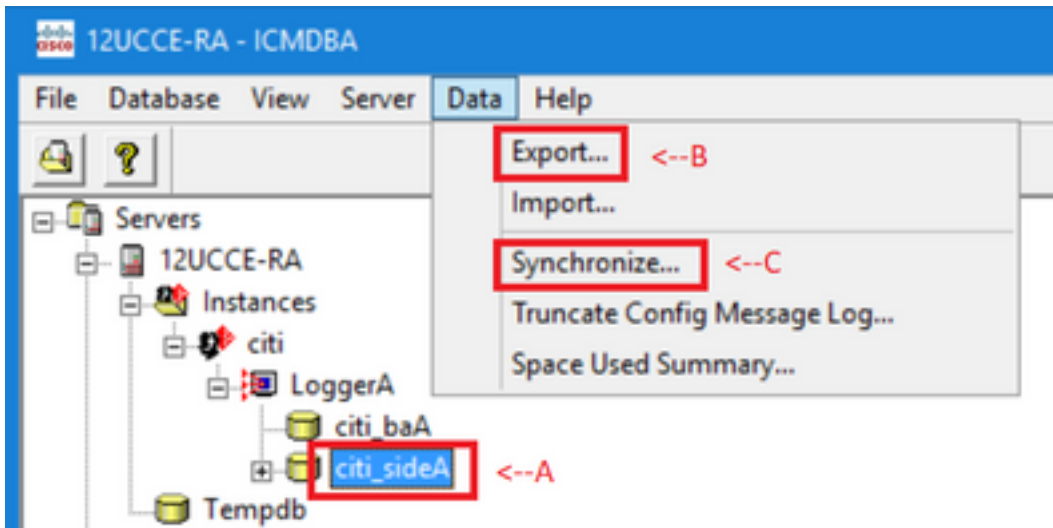 CISCO 12UCCE-RA - ICMDBA
File Database View Server Data Help
Export... <--B
Import...
Synchronize... <--C
Truncate Config Message Log...
Space Used Summary...
Servers
12UCCE-RA
Instances
citi
LoggerA
citi_baA
citi_sideA <--A
Tempdb